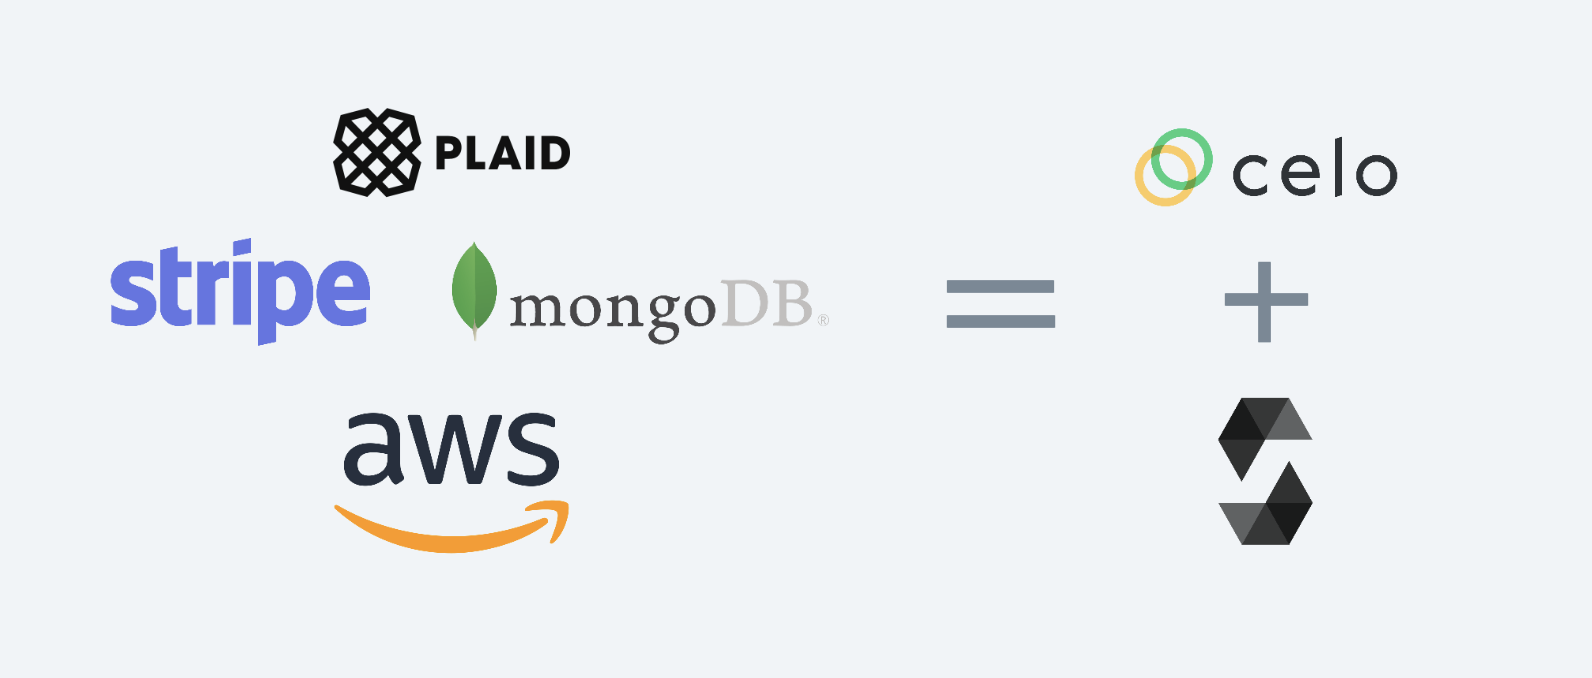 PLAID
celo
stripe
mongoDB®
=
+
aws